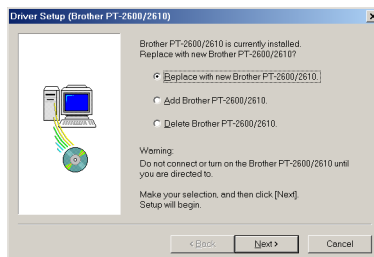 Driver Setup (Brother PT-2600/2610)
Brother PT-2600/2610 is currently installed.
Replace with new Brother PT-2600/2610?
Replace with new Brother PT-2600/2610.
Add Brother PT-2600/2610.
Delete Brother PT-2600/2610.
Warning:
Do not connect or turn on the Brother PT-2600/2610 until
you are directed to.
Make your selection, and then click [Next].
Setup will begin.
< Back
Next >
Cancel